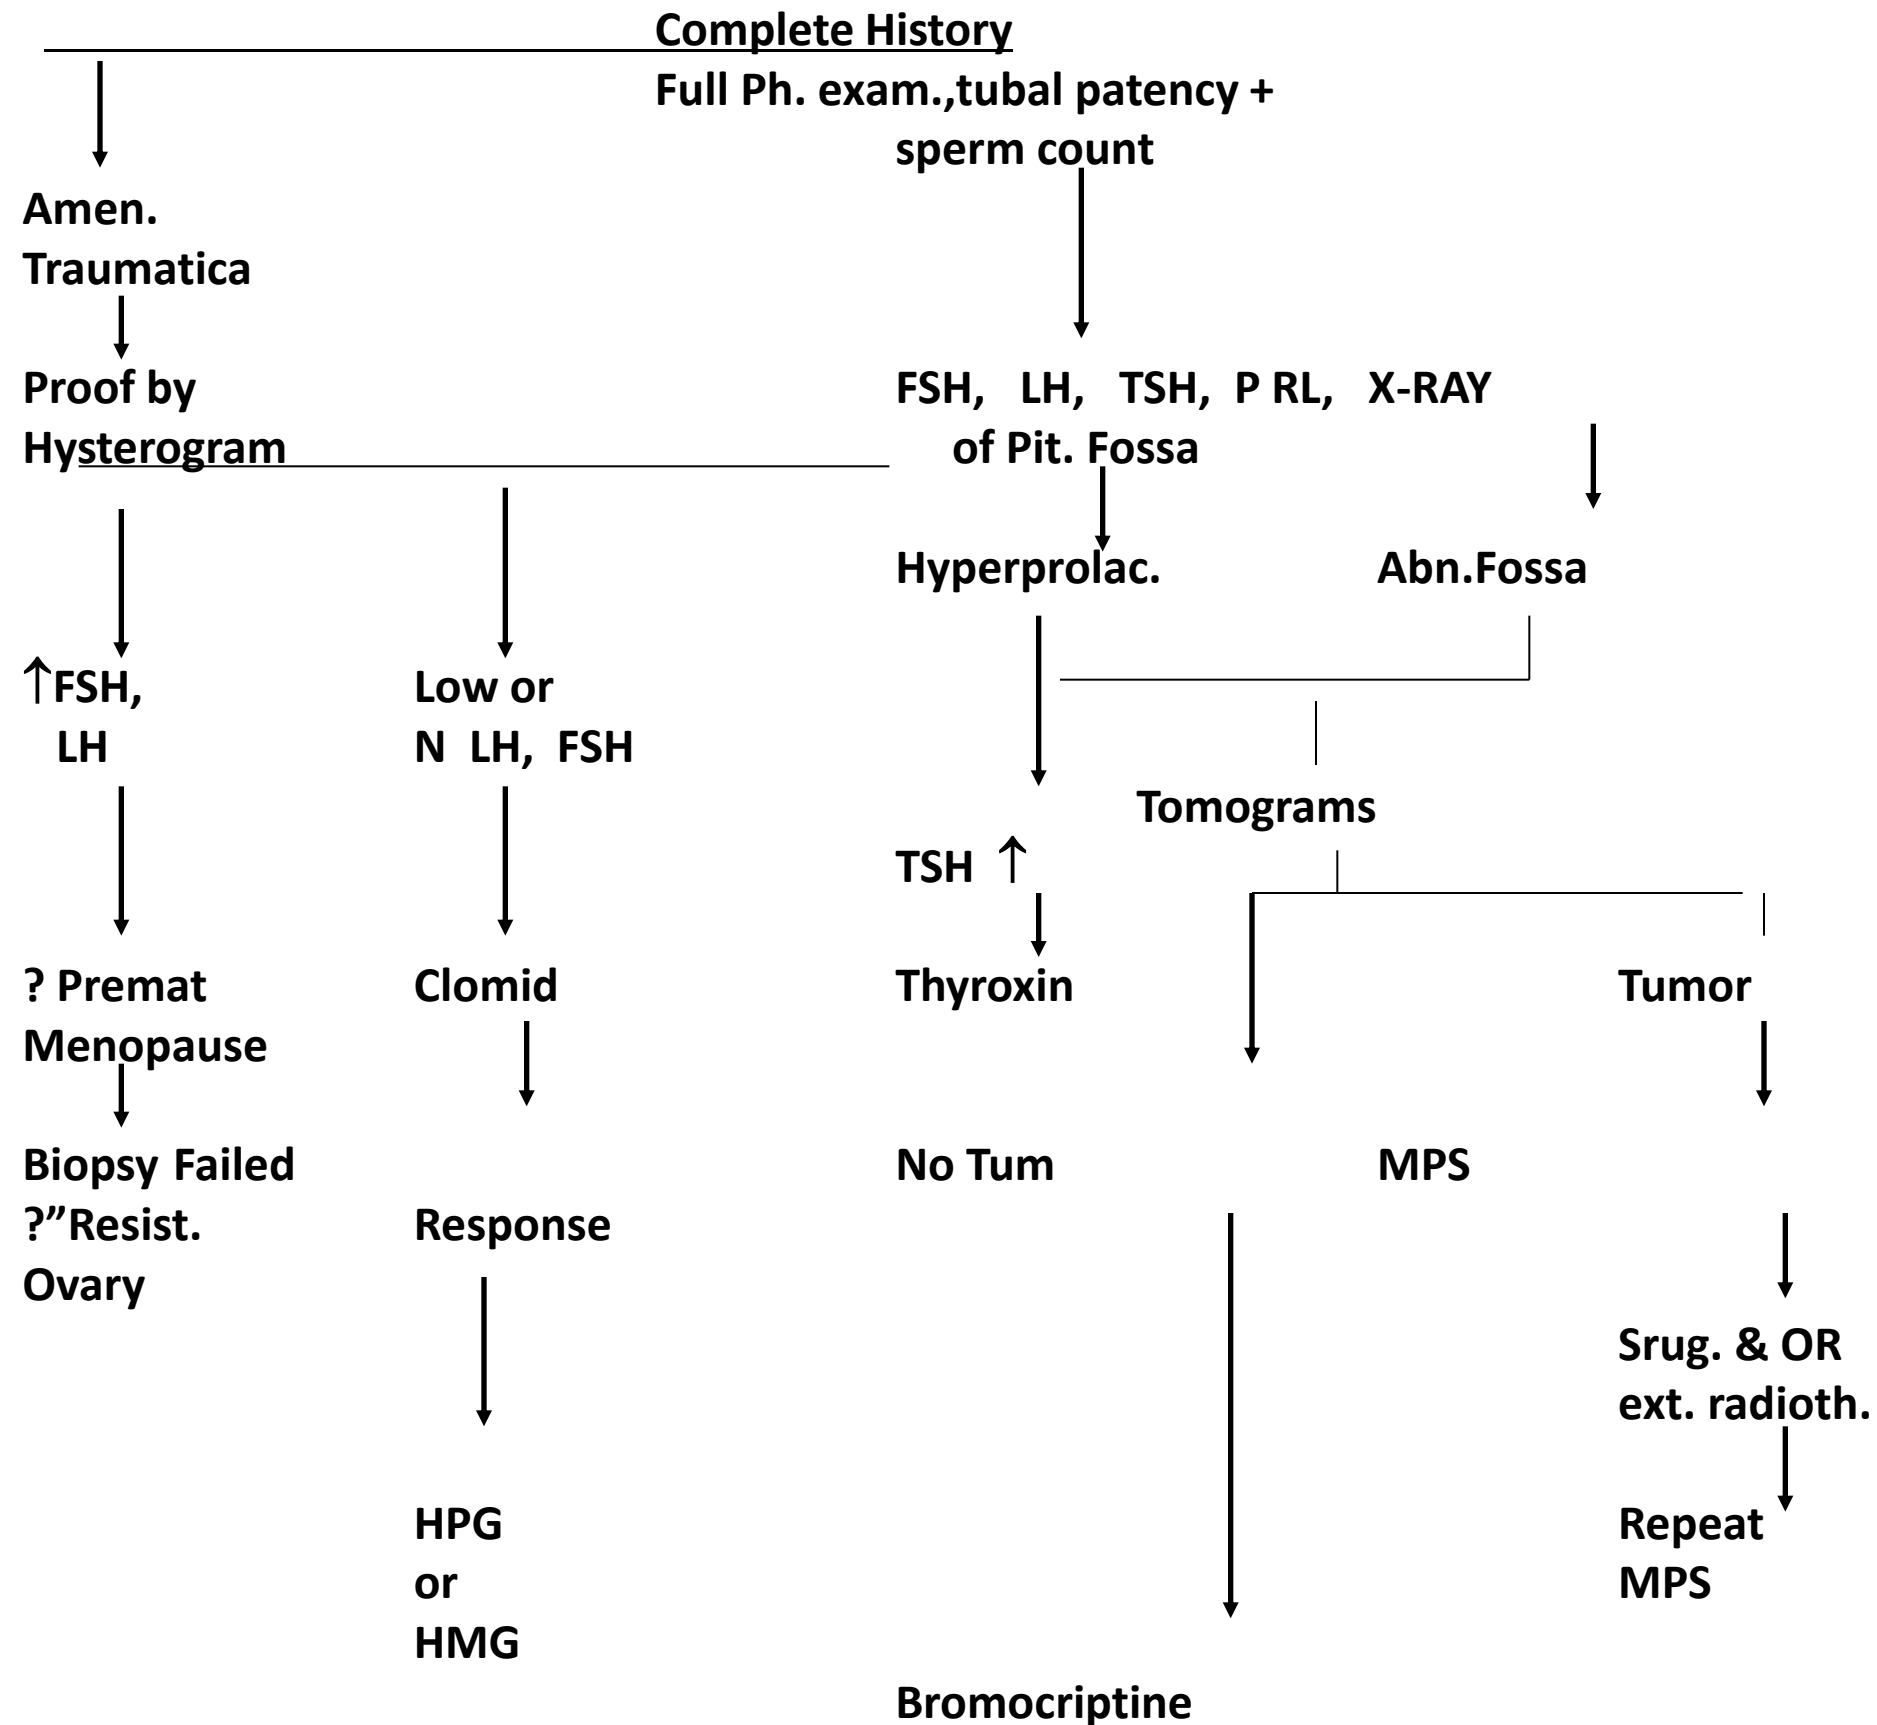 Complete History
Full Ph. exam.,tubal patency +
sperm count
Amen.
Traumatica
Proof by
Hysterogram
FSH, LH, TSH, P RL, X-RAY
of Pit. Fossa
Hyperprolac. Abn.Fossa
↑FSH,
LH
Low or
N LH, FSH
Tomograms
TSH ↑
? Premat
Menopause
Clomid
Thyroxin
Tumor
Biopsy Failed
?”Resist.
Ovary
Response
No Tum
MPS
Srug. & OR
ext. radioth.
HPG
or
HMG
Repeat
MPS
Bromocriptine